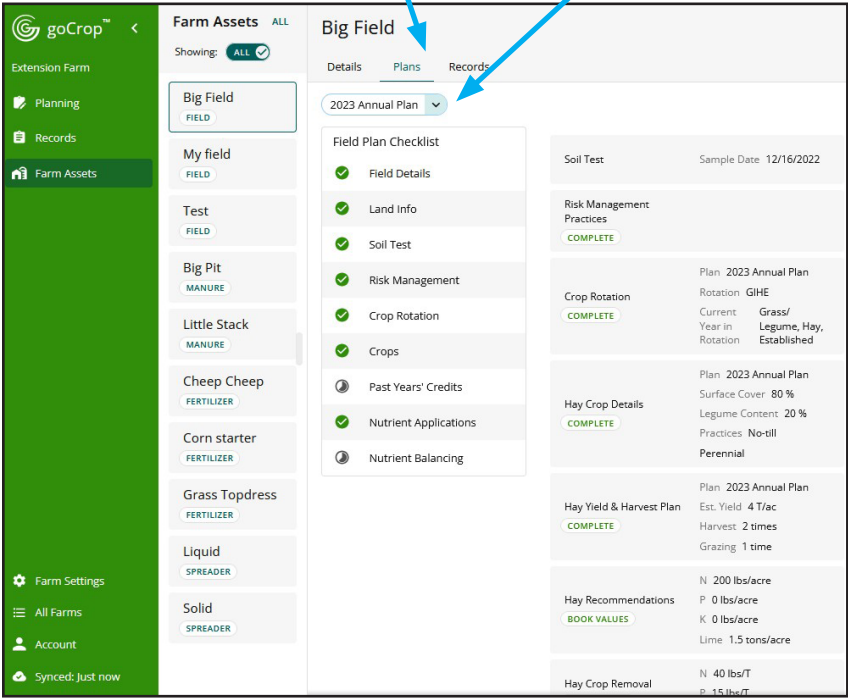 goCrop™
Extension Farm
Planning
Records
Farm Assets
Farm Settings
All Farms
Account
Synced: Just now
Farm Assets ALL
Showing: ALL
Big Field
FIELD
My field
FIELD
Test
FIELD
Big Pit
MANURE
Little Stack
MANURE
Cheep Cheep
FERTILIZER
Corn starter
FERTILIZER
Grass Topdress
FERTILIZER
Liquid
SPREADER
Solid
SPREADER
Big Field
Details Plans Records
2023 Annual Plan
Field Plan Checklist
Field Details
Land Info
Soil Test
Risk Management
Crop Rotation
Crops
Past Years' Credits
Nutrient Applications
Nutrient Balancing
Soil Test
Sample Date 12/16/2022
Risk Management
Practices
COMPLETE
Crop Rotation
COMPLETE
Plan 2023 Annual Plan
Rotation GIHE
Current Grass/
Year in Legume, Hay,
Rotation Established
Hay Crop Details
COMPLETE
Plan 2023 Annual Plan
Surface Cover 80 %
Legume Content 20 %
Practices No-till
Perennial
Hay Yield & Harvest Plan
COMPLETE
Plan 2023 Annual Plan
Est. Yield 4 T/ac
Harvest 2 times
Grazing 1 time
Hay Recommendations
BOOK VALUES
N 200 lbs/acre
P 0 lbs/acre
K 0 lbs/acre
Lime 1.5 tons/acre
Hay Crop Removal
N 40 lbs/T
P 15 lbs/T